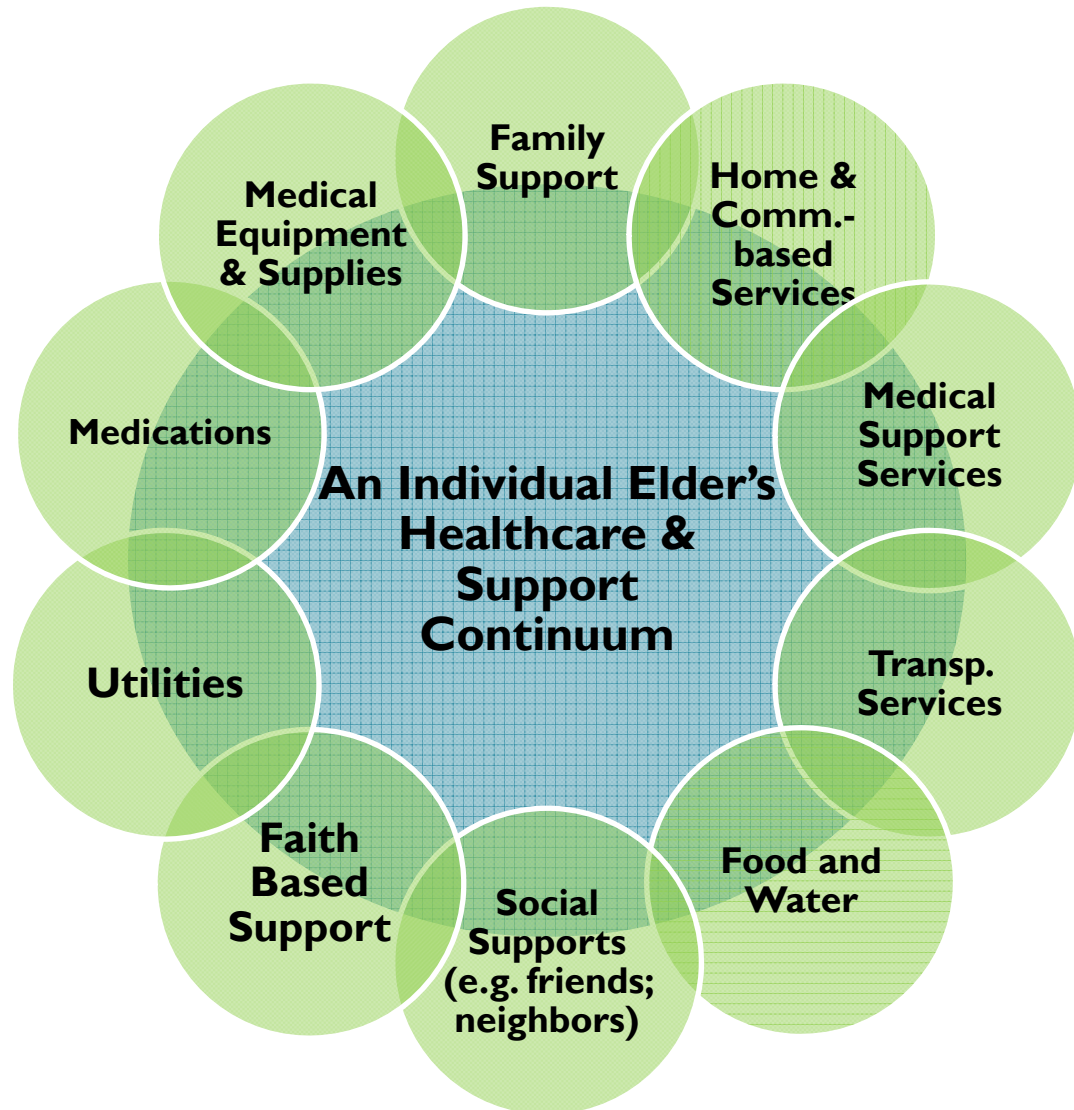 Family
Support
Home &
Comm.-
based
Services
Medical
Support
Services
Transp.
Services
Food and
Water
Social
Supports
(e.g. friends;
neighbors)
Faith
Based
Support
Utilities
Medications
Medical
Equipment
& Supplies
An Individual Elder’s
Healthcare &
Support
Continuum